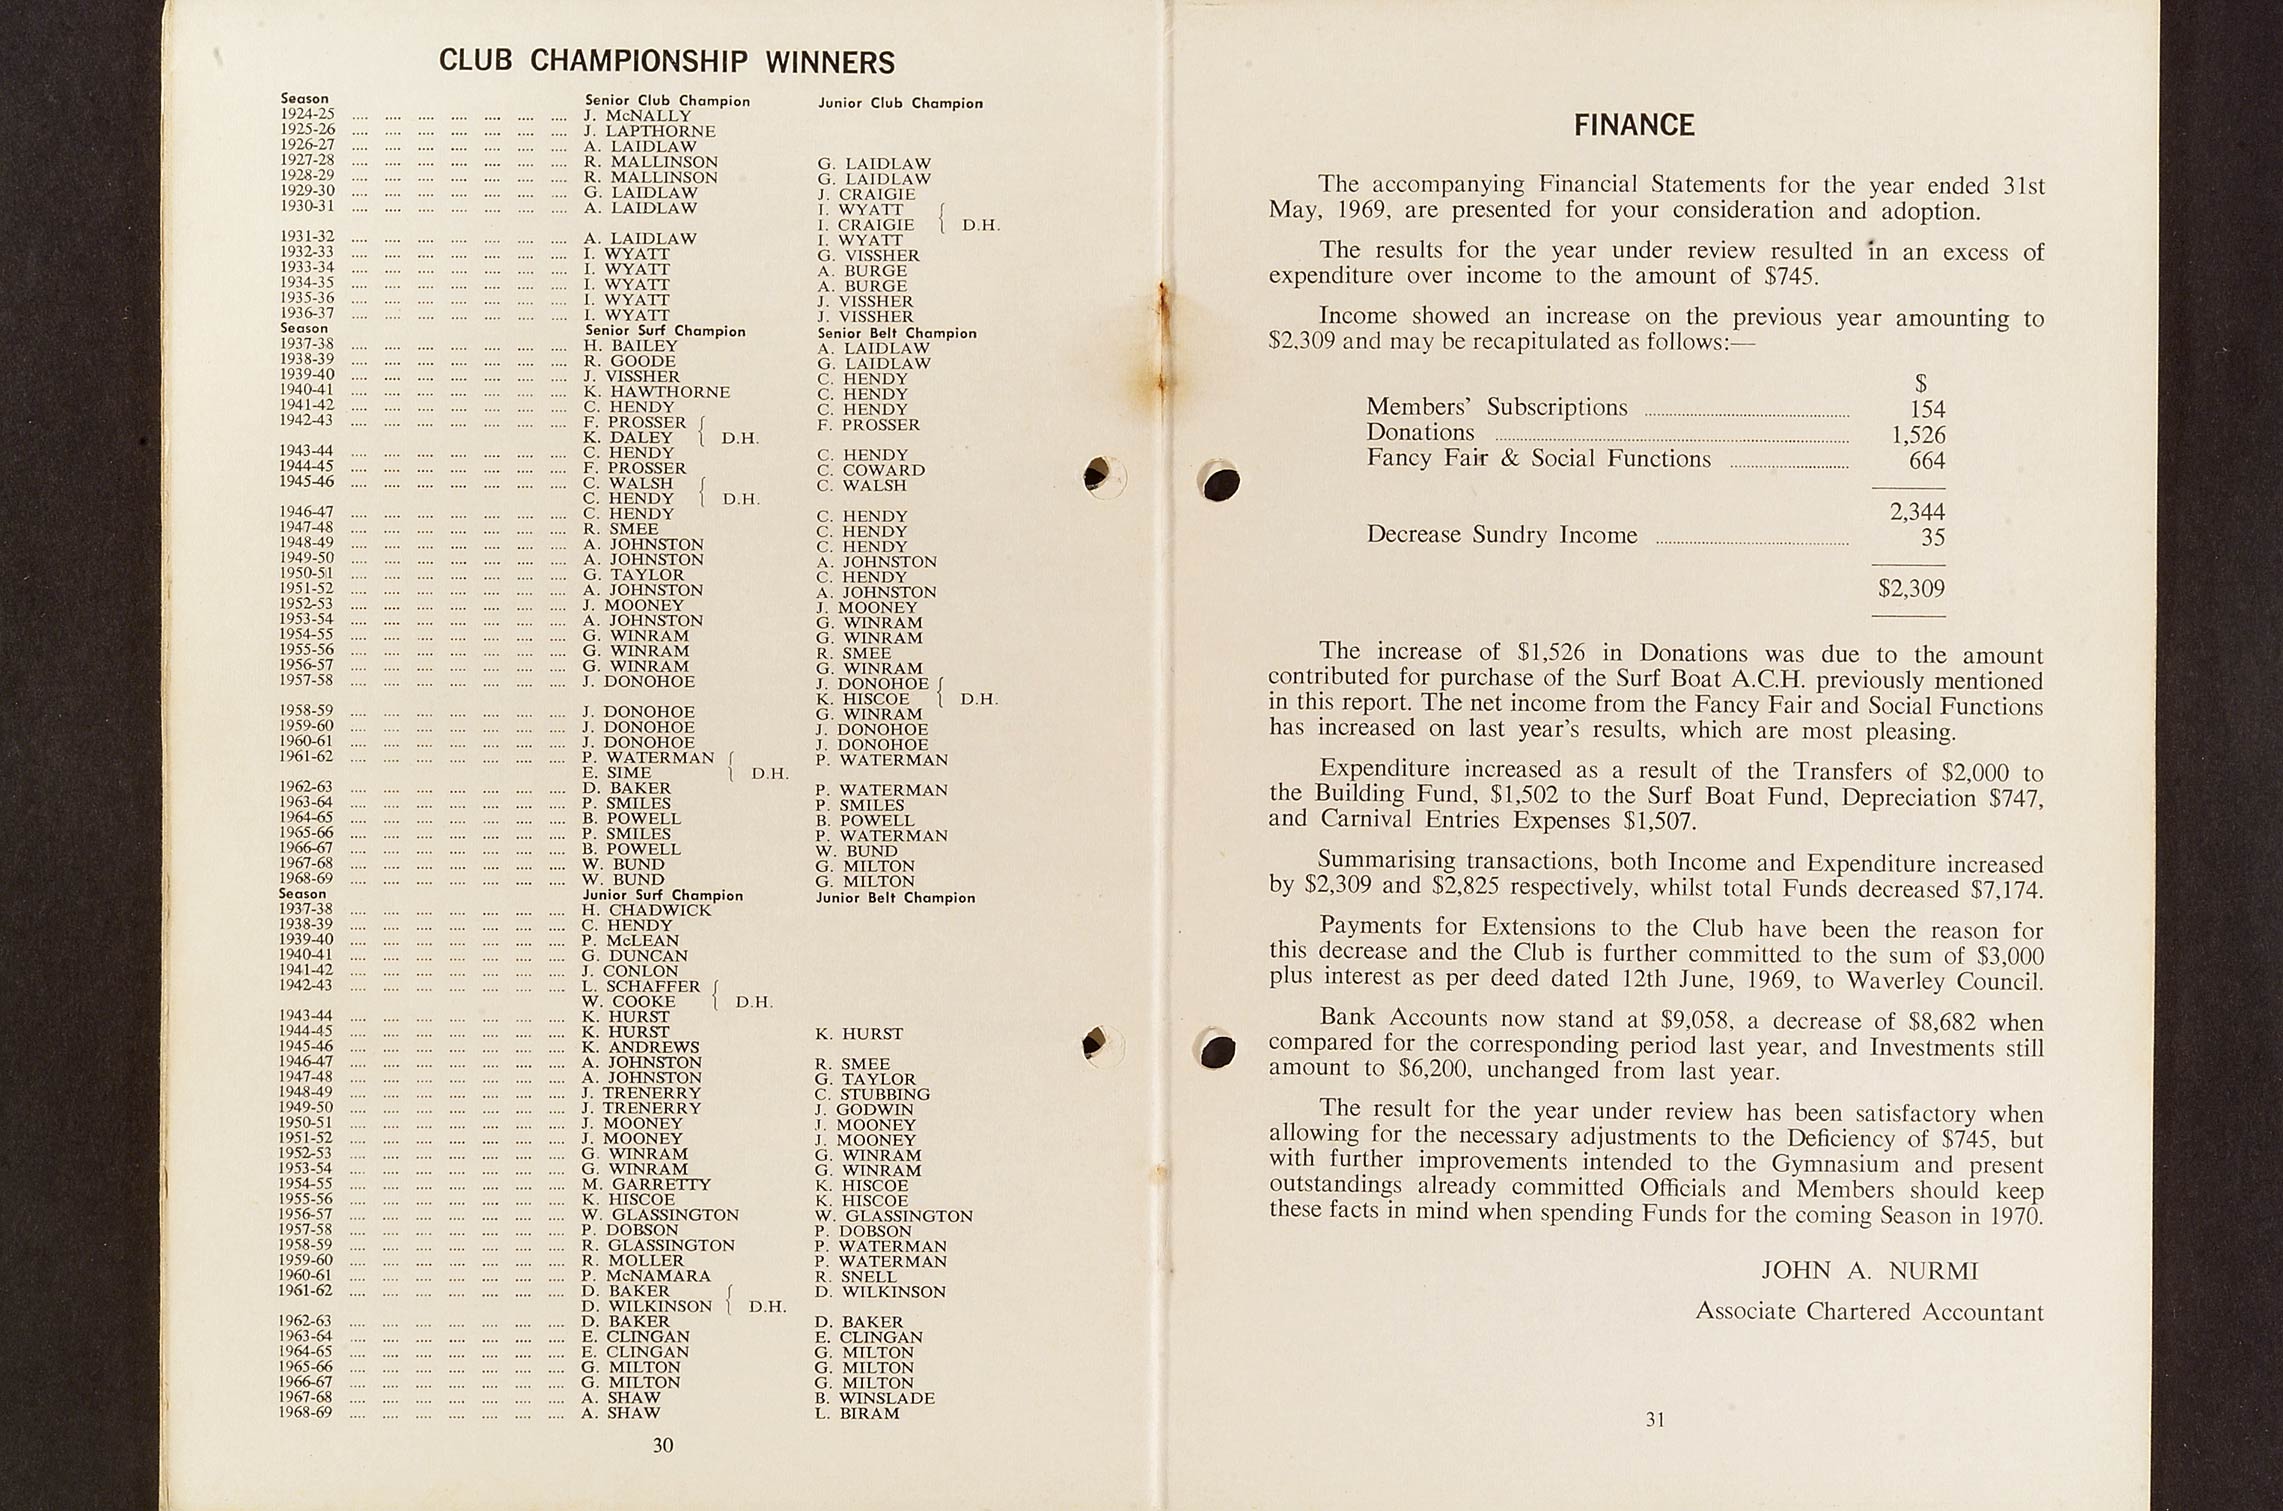 CLUB CHAMPIONSHIP WINNERS
Season Senior Club Champion Junior Club Champion
1924-25 .... .... .... .... .... .... .... J. McNALLY
1925-26 .... .... .... .... .... .... .... J. LAPTHORNE
1926-27 .... .... .... .... .... .... .... A. LAIDLAW
1927-28 .... .... .... .... .... .... .... R. MALLINSON G. LAIDLAW
1928-29 .... .... .... .... .... .... .... R. MALLINSON G. LAIDLAW
1929-30 .... .... .... .... .... .... .... G. LAIDLAW J. CRAIGIE
1930-31 .... .... .... .... .... .... .... A. LAIDLAW I. WYATT {
I. CRAIGIE { D.H.
1931-32 .... .... .... .... .... .... .... A. LAIDLAW I. WYATT
1932-33 .... .... .... .... .... .... .... I. WYATT G. VISSHER
1933-34 .... .... .... .... .... .... .... I. WYATT A. BURGE
1934-35 .... .... .... .... .... .... .... I. WYATT A. BURGE
1935-36 .... .... .... .... .... .... .... I. WYATT J. VISSHER
1936-37 .... .... .... .... .... .... .... I. WYATT J. VISSHER
Season Senior Surf Champion Senior Belt Champion
1937-38 .... .... .... .... .... .... .... H. BAILEY A. LAIDLAW
1938-39 .... .... .... .... .... .... .... R. GOODE G. LAIDLAW
1939-40 .... .... .... .... .... .... .... J. VISSHER C. HENDY
1940-41 .... .... .... .... .... .... .... K. HAWTHORNE C. HENDY
1941-42 .... .... .... .... .... .... .... C. HENDY C. HENDY
1942-43 .... .... .... .... .... .... .... F. PROSSER { F. PROSSER
K. DALEY { D.H.
1943-44 .... .... .... .... .... .... .... C. HENDY C. HENDY
1944-45 .... .... .... .... .... .... .... F. PROSSER C. COWARD
1945-46 .... .... .... .... .... .... .... C. WALSH { C. WALSH
C. HENDY { D.H.
1946-47 .... .... .... .... .... .... .... C. HENDY C. HENDY
1947-48 .... .... .... .... .... .... .... R. SMEE C. HENDY
1948-49 .... .... .... .... .... .... .... A. JOHNSTON C. HENDY
1949-50 .... .... .... .... .... .... .... A. JOHNSTON A. JOHNSTON
1950-51 .... .... .... .... .... .... .... G. TAYLOR C. HENDY
1951-52 .... .... .... .... .... .... .... A. JOHNSTON A. JOHNSTON
1952-53 .... .... .... .... .... .... .... J. MOONEY J. MOONEY
1953-54 .... .... .... .... .... .... .... A. JOHNSTON G. WINRAM
1954-55 .... .... .... .... .... .... .... G. WINRAM G. WINRAM
1955-56 .... .... .... .... .... .... .... G. WINRAM R. SMEE
1956-57 .... .... .... .... .... .... .... G. WINRAM G. WINRAM
1957-58 .... .... .... .... .... .... .... J. DONOHOE J. DONOHOE {
K. HISCOE { D.H.
1958-59 .... .... .... .... .... .... .... J. DONOHOE G. WINRAM
1959-60 .... .... .... .... .... .... .... J. DONOHOE J. DONOHOE
1960-61 .... .... .... .... .... .... .... J. DONOHOE J. DONOHOE
1961-62 .... .... .... .... .... .... .... P. WATERMAN { P. WATERMAN
E. SIME { D.H.
1962-63 .... .... .... .... .... .... .... D. BAKER P. WATERMAN
1963-64 .... .... .... .... .... .... .... P. SMILES P. SMILES
1964-65 .... .... .... .... .... .... .... B. POWELL B. POWELL
1965-66 .... .... .... .... .... .... .... P. SMILES P. WATERMAN
1966-67 .... .... .... .... .... .... .... B. POWELL W. BUND
1967-68 .... .... .... .... .... .... .... W. BUND G. MILTON
1968-69 .... .... .... .... .... .... .... W. BUND G. MILTON
Season Junior Surf Champion Junior Belt Champion
1937-38 .... .... .... .... .... .... .... H. CHADWICK
1938-39 .... .... .... .... .... .... .... C. HENDY
1939-40 .... .... .... .... .... .... .... P. McLEAN
1940-41 .... .... .... .... .... .... .... G. DUNCAN
1941-42 .... .... .... .... .... .... .... J. CONLON
1942-43 .... .... .... .... .... .... .... L. SCHAFFER {
W. COOKE { D.H.
1943-44 .... .... .... .... .... .... .... K. HURST
1944-45 .... .... .... .... .... .... .... K. HURST K. HURST
1945-46 .... .... .... .... .... .... .... K. ANDREWS
1946-47 .... .... .... .... .... .... .... A. JOHNSTON R. SMEE
1947-48 .... .... .... .... .... .... .... A. JOHNSTON G. TAYLOR
1948-49 .... .... .... .... .... .... .... J. TRENERRY C. STUBBING
1949-50 .... .... .... .... .... .... .... J. TRENERRY J. GODWIN
1950-51 .... .... .... .... .... .... .... J. MOONEY J. MOONEY
1951-52 .... .... .... .... .... .... .... J. MOONEY J. MOONEY
1952-53 .... .... .... .... .... .... .... G. WINRAM G. WINRAM
1953-54 .... .... .... .... .... .... .... G. WINRAM G. WINRAM
1954-55 .... .... .... .... .... .... .... M. GARRETTY K. HISCOE
1955-56 .... .... .... .... .... .... .... K. HISCOE K. HISCOE
1956-57 .... .... .... .... .... .... .... W. GLASSINGTON W. GLASSINGTON
1957-58 .... .... .... .... .... .... .... P. DOBSON P. DOBSON
1958-59 .... .... .... .... .... .... .... R. GLASSINGTON P. WATERMAN
1959-60 .... .... .... .... .... .... .... R. MOLLER P. WATERMAN
1960-61 .... .... .... .... .... .... .... P. McNAMARA R. SNELL
1961-62 .... .... .... .... .... .... .... D. BAKER { D. WILKINSON
D. WILKINSON { D.H.
1962-63 .... .... .... .... .... .... .... D. BAKER D. BAKER
1963-64 .... .... .... .... .... .... .... E. CLINGAN E. CLINGAN
1964-65 .... .... .... .... .... .... .... E. CLINGAN G. MILTON
1965-66 .... .... .... .... .... .... .... G. MILTON G. MILTON
1966-67 .... .... .... .... .... .... .... G. MILTON G. MILTON
1967-68 .... .... .... .... .... .... .... A. SHAW B. WINSLADE
1968-69 .... .... .... .... .... .... .... A. SHAW L. BIRAM
30
FINANCE
The accompanying Financial Statements for the year ended 31st
May, 1969, are presented for your consideration and adoption.
The results for the year under review resulted in an excess of
expenditure over income to the amount of $745.
Income showed an increase on the previous year amounting to
$2,309 and may be recapitulated as follows:—
$
Members' Subscriptions .......... 154
Donations .......... 1,526
Fancy Fair & Social Functions .......... 664
2,344
Decrease Sundry Income .......... 35
$2,309
The increase of $1,526 in Donations was due to the amount
contributed for purchase of the Surf Boat A.C.H. previously mentioned
in this report. The net income from the Fancy Fair and Social Functions
has increased on last year's results, which are most pleasing.
Expenditure increased as a result of the Transfers of $2,000 to
the Building Fund, $1,502 to the Surf Boat Fund, Depreciation $747,
and Carnival Entries Expenses $1,507.
Summarising transactions, both Income and Expenditure increased
by $2,309 and $2,825 respectively, whilst total Funds decreased $7,174.
Payments for Extensions to the Club have been the reason for
this decrease and the Club is further committed to the sum of $3,000
plus interest as per deed dated 12th June, 1969, to Waverley Council.
Bank Accounts now stand at $9,058, a decrease of $8,682 when
compared for the corresponding period last year, and Investments still
amount to $6,200, unchanged from last year.
The result for the year under review has been satisfactory when
allowing for the necessary adjustments to the Deficiency of $745, but
with further improvements intended to the Gymnasium and present
outstandings already committed Officials and Members should keep
these facts in mind when spending Funds for the coming Season in 1970.
JOHN A. NURMI
Associate Chartered Accountant
31